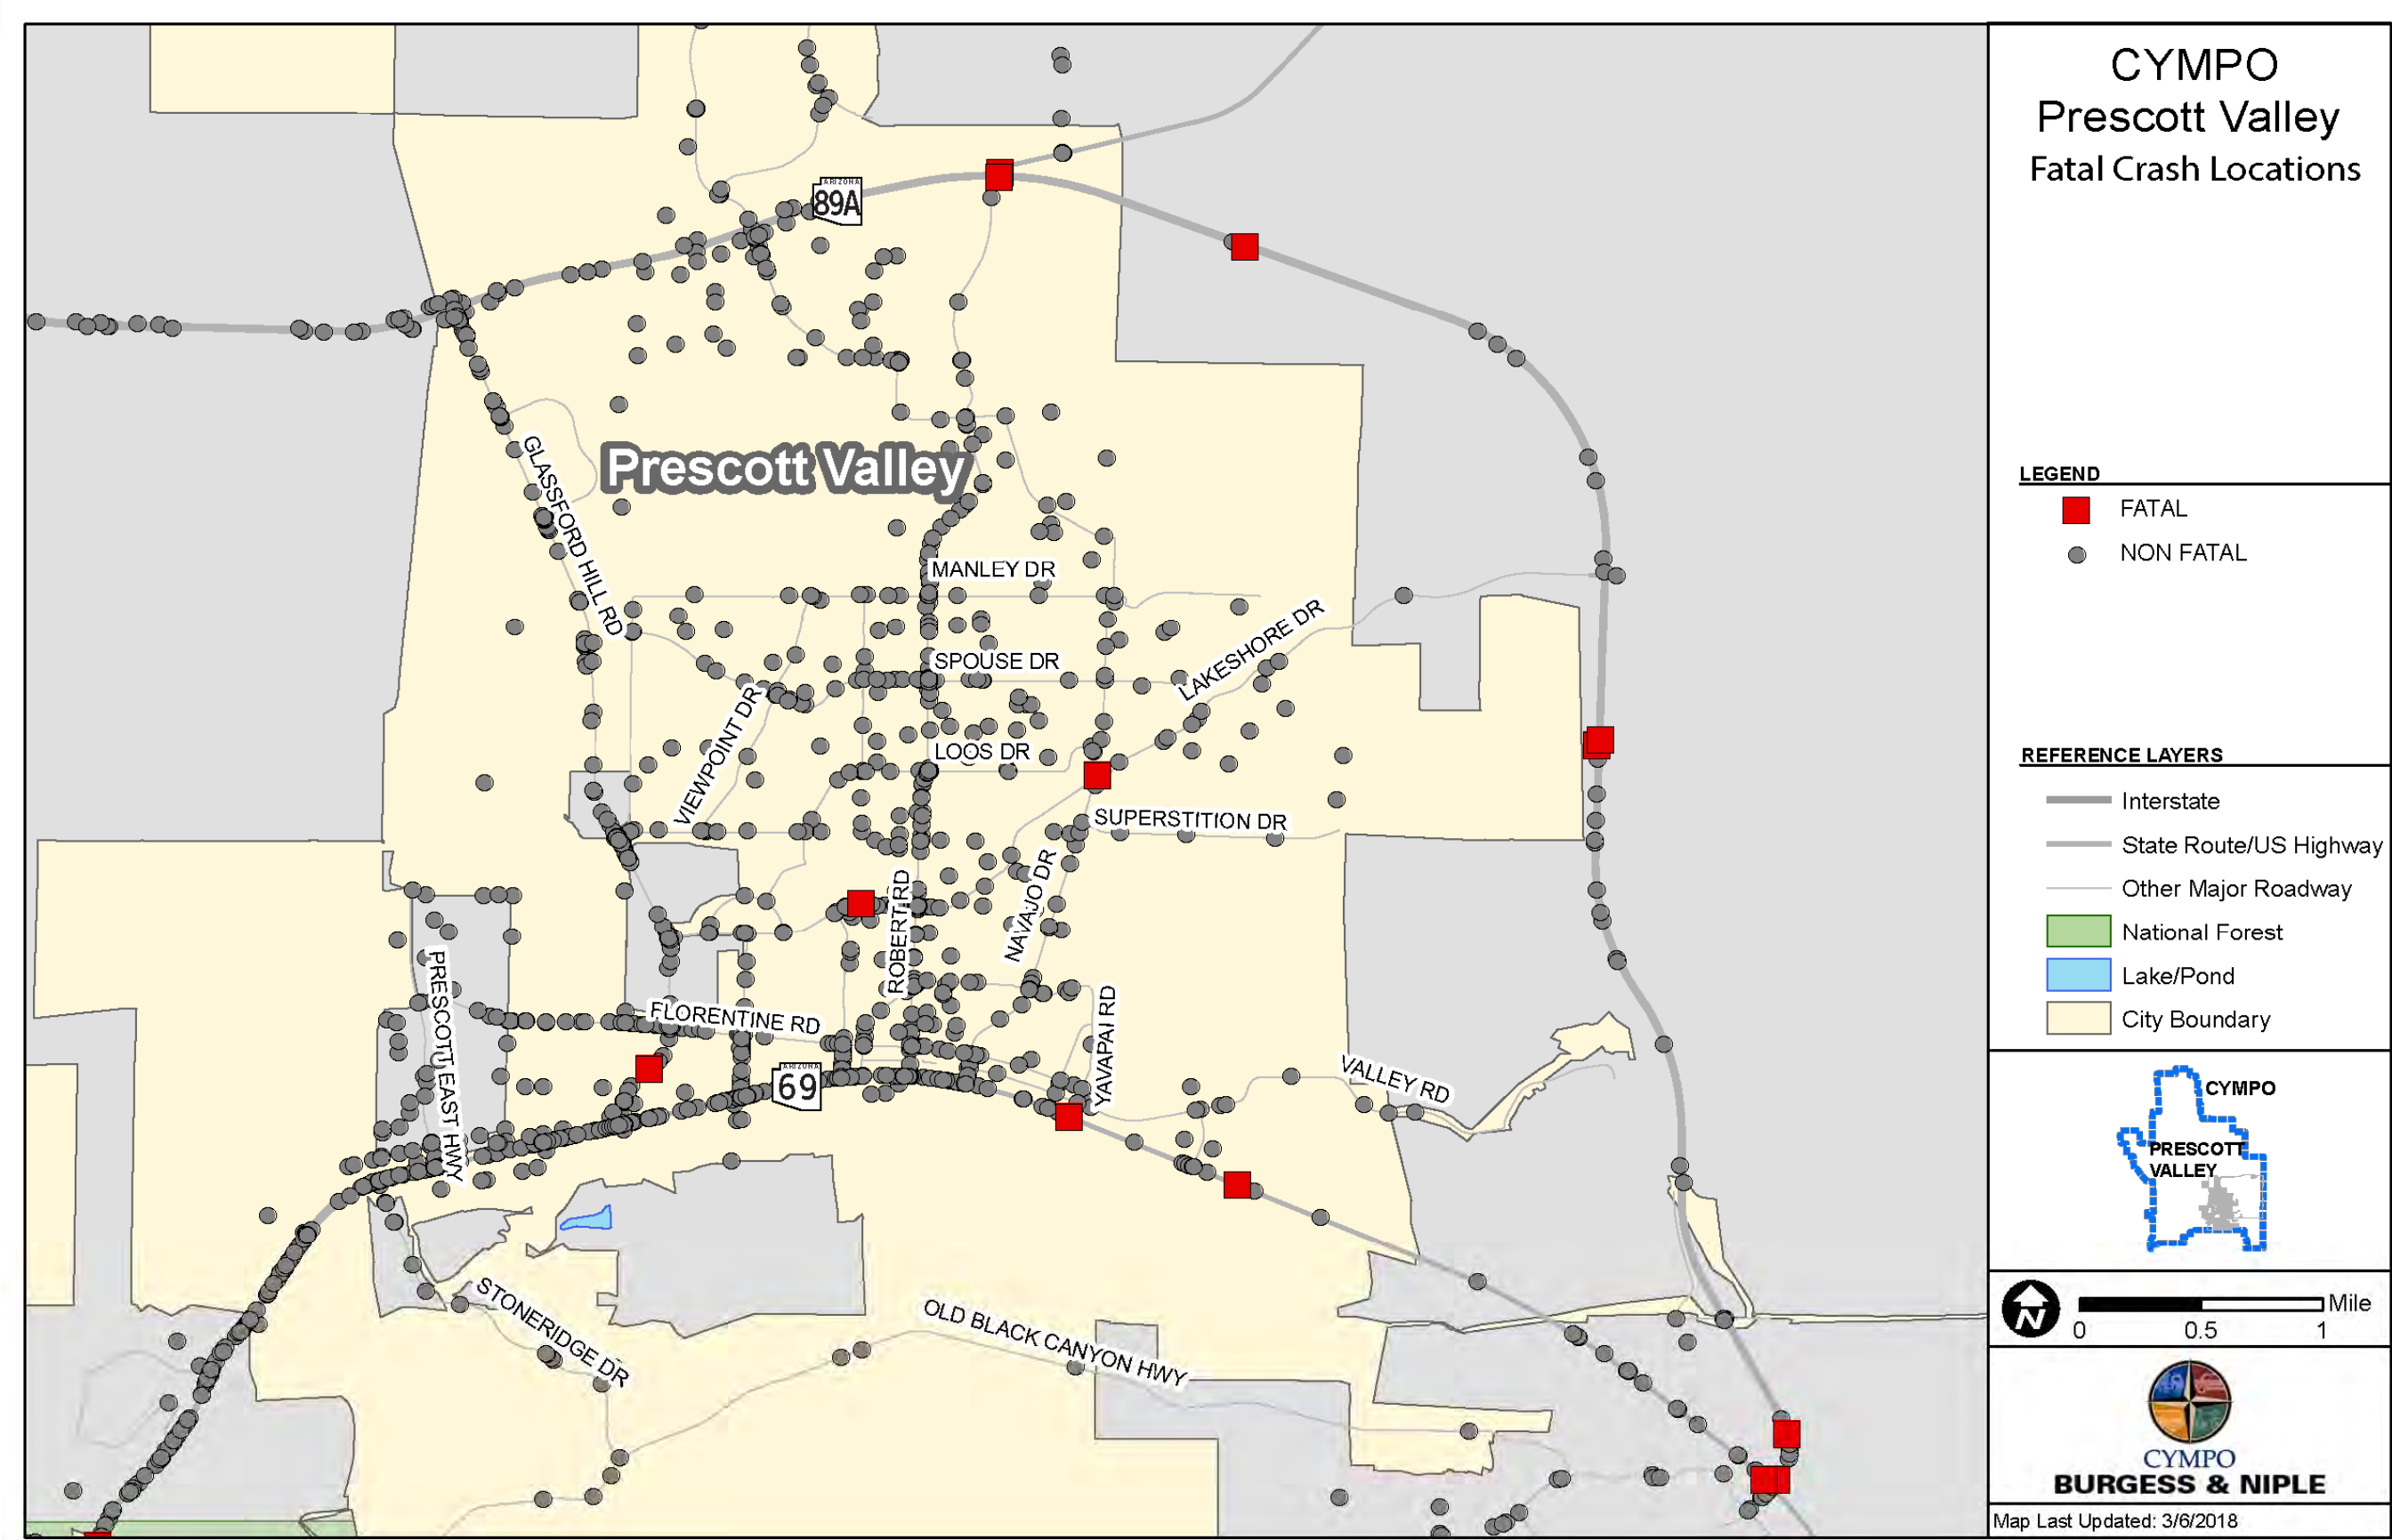 CYMPO
Prescott Valley
Fatal Crash Locations
ARIZONA
89A
Prescott Valley
GLASSFORD HILL RD
MANLEY DR
SPOUSE DR
LAKESHORE DR
VIEWPOINT DR
LOOS DR
SUPERSTITION DR
ROBERT RD
NAVAJO DR
PRESCOTT EAST HWY
FLORENTINE RD
YAVAPAI RD
ARIZONA
69
VALLEY RD
STONERIDGE DR
OLD BLACK CANYON HWY
LEGEND
FATAL
NON FATAL
REFERENCE LAYERS
Interstate
State Route/US Highway
Other Major Roadway
National Forest
Lake/Pond
City Boundary
CYMPO
PRESCOTT
VALLEY
N
Mile
0 0.5 1
CYMPO
BURGESS & NIPLE
Map Last Updated: 3/6/2018